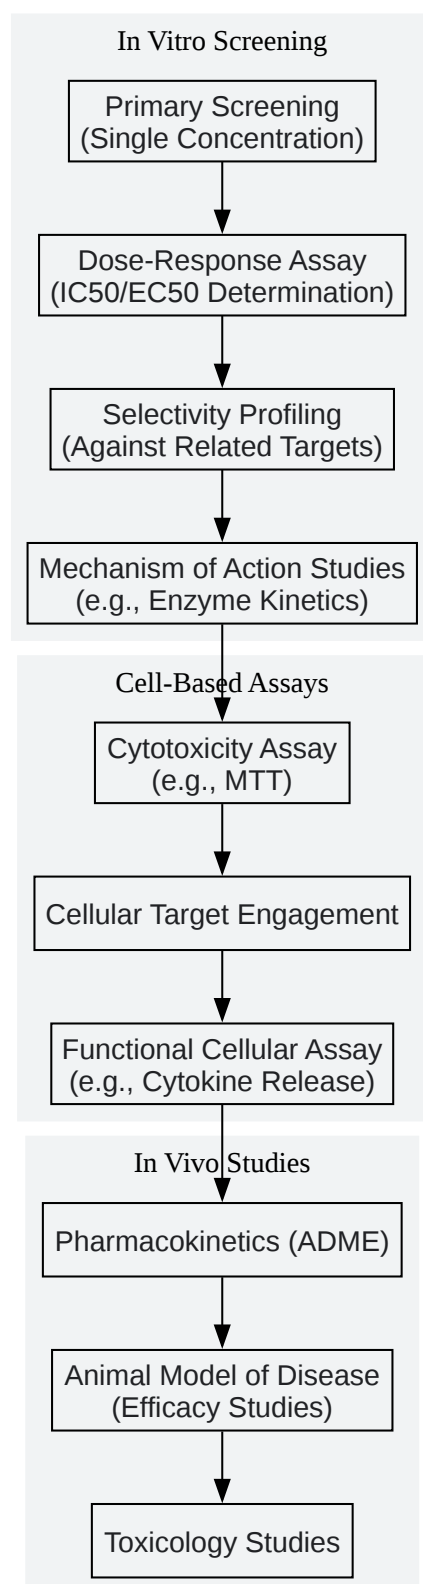 In Vitro Screening
Primary Screening
(Single Concentration)
Dose-Response Assay
(IC50/EC50 Determination)
Selectivity Profiling
(Against Related Targets)
Mechanism of Action Studies
(e.g., Enzyme Kinetics)
Cell-Based Assays
Cytotoxicity Assay
(e.g., MTT)
Cellular Target Engagement
Functional Cellular Assay
(e.g., Cytokine Release)
In Vivo Studies
Pharmacokinetics (ADME)
Animal Model of Disease
(Efficacy Studies)
Toxicology Studies